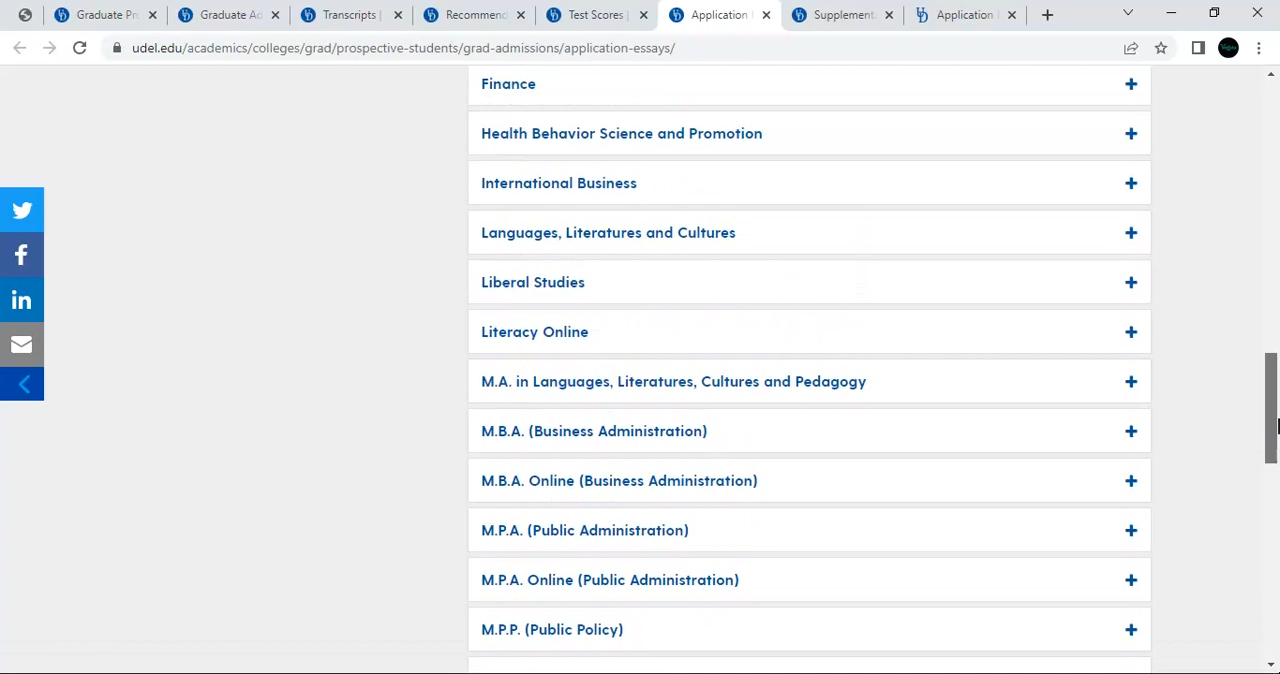 Graduate Pr
Graduate Ad
Transcripts |
Recommen
Test Scores |
Application
Supplement
Application
udel.edu/academics/colleges/grad/prospective-students/grad-admissions/application-essays/
Finance
Health Behavior Science and Promotion
International Business
Languages, Literatures and Cultures
Liberal Studies
Literacy Online
M.A. in Languages, Literatures, Cultures and Pedagogy
M.B.A. (Business Administration)
M.B.A. Online (Business Administration)
M.P.A. (Public Administration)
M.P.A. Online (Public Administration)
M.P.P. (Public Policy)